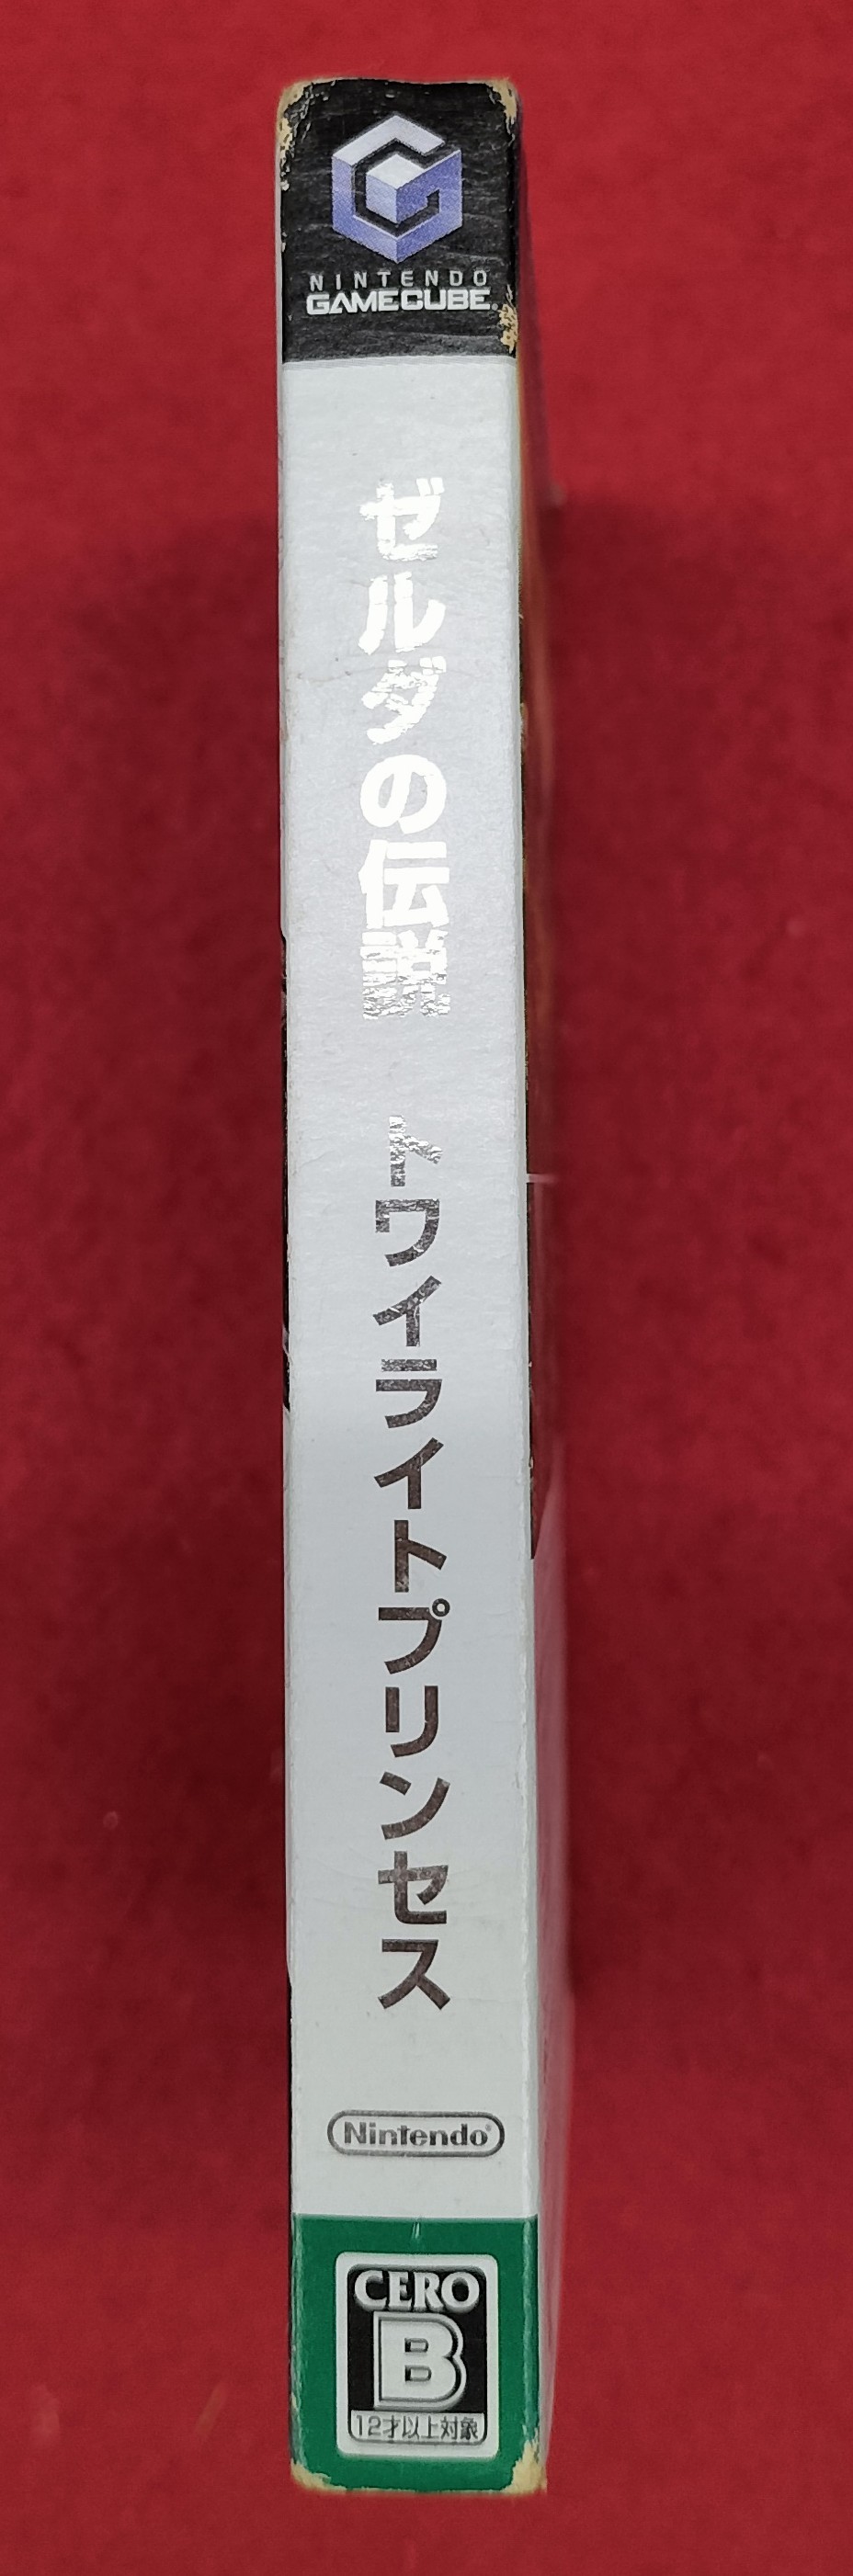 NINTENDO
GAMECUBE
ゼルダの伝説 トワイライトプリンセス
Nintendo
CERO
B
12才以上対象